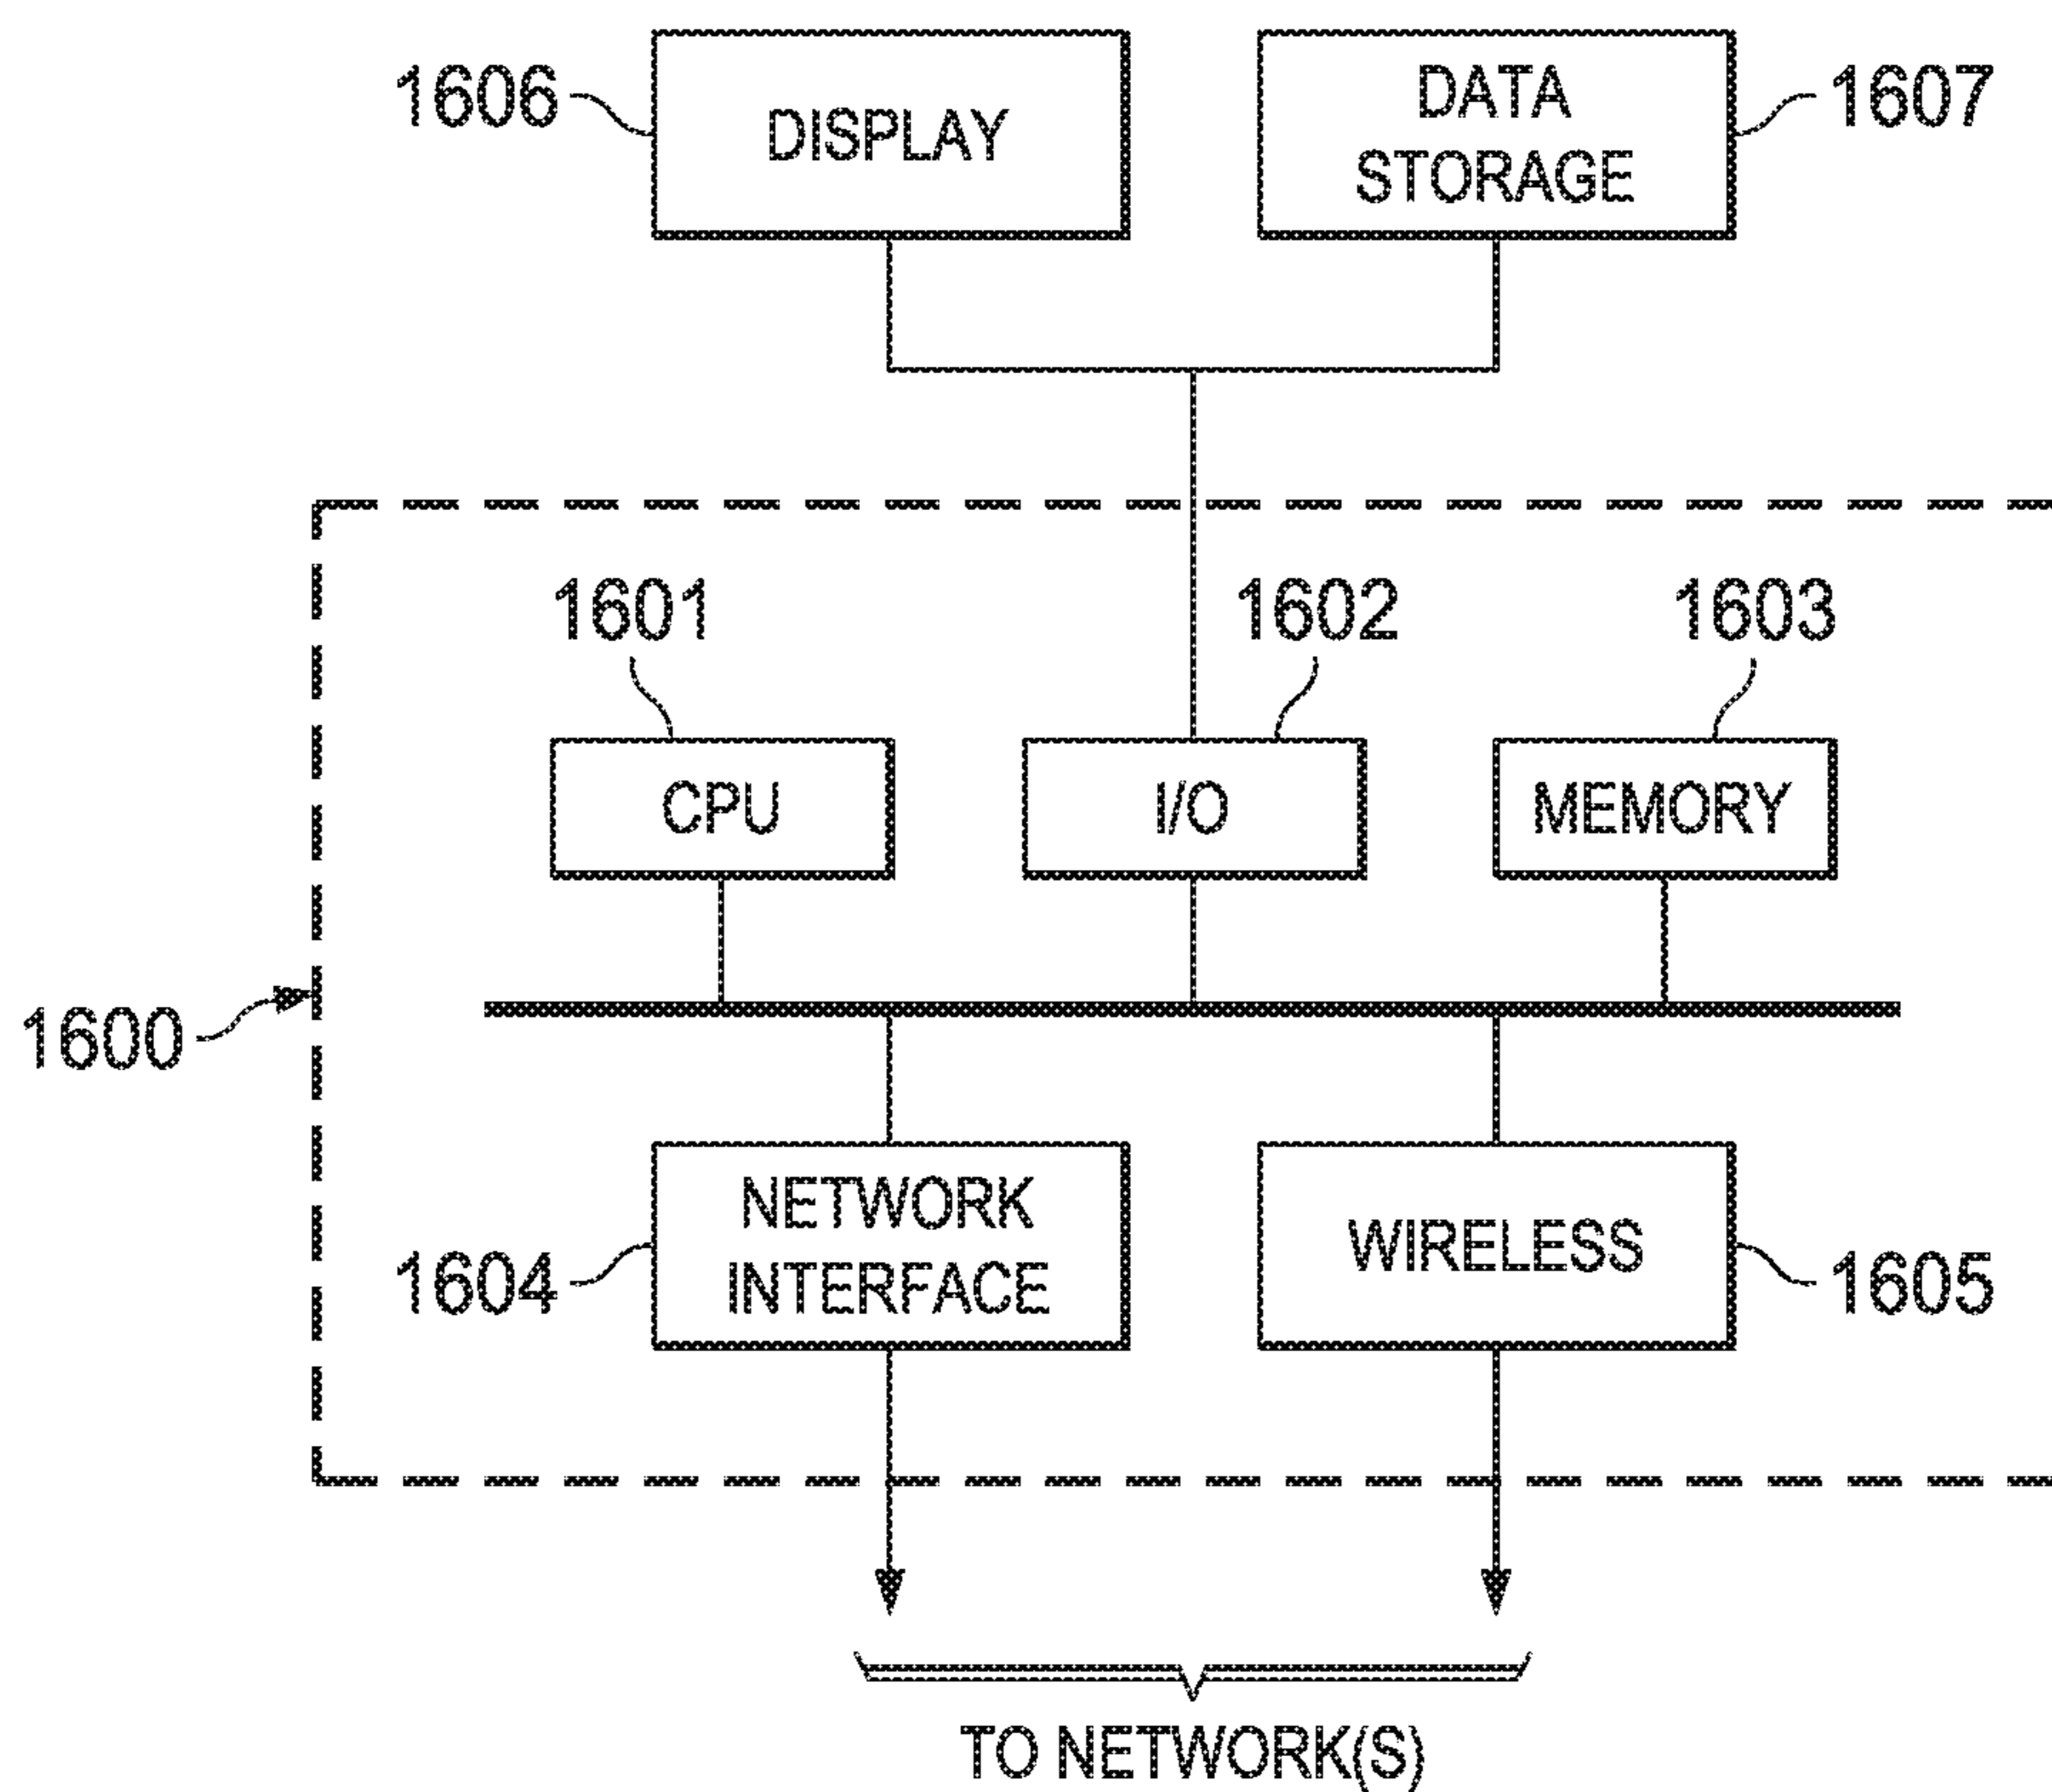 1606
DISPLAY
DATA
STORAGE
1607
1601
1602
1603
CPU
I/O
MEMORY
1600
1604
NETWORK
INTERFACE
WIRELESS
1605
TO NETWORK(S)